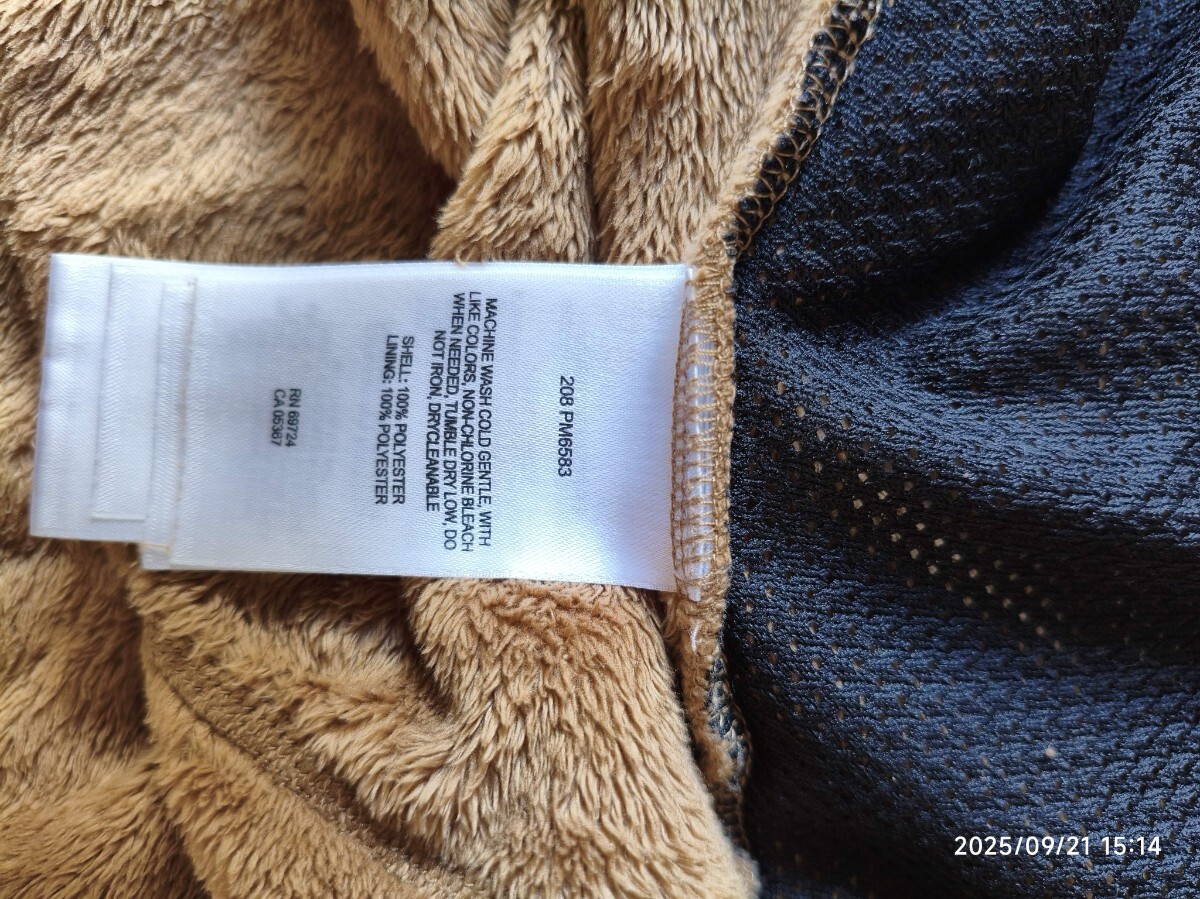 208 PM6583
MACHINE WASH COLD GENTLE, WITH
LIKE COLORS, NON-CHLORINE BLEACH
WHEN NEEDED, TUMBLE DRY LOW, DO
NOT IRON, DRYCLEANABLE
SHELL: 100% POLYESTER
LINING: 100% POLYESTER
RN 69724
CA 05367
2025/09/21 15:14